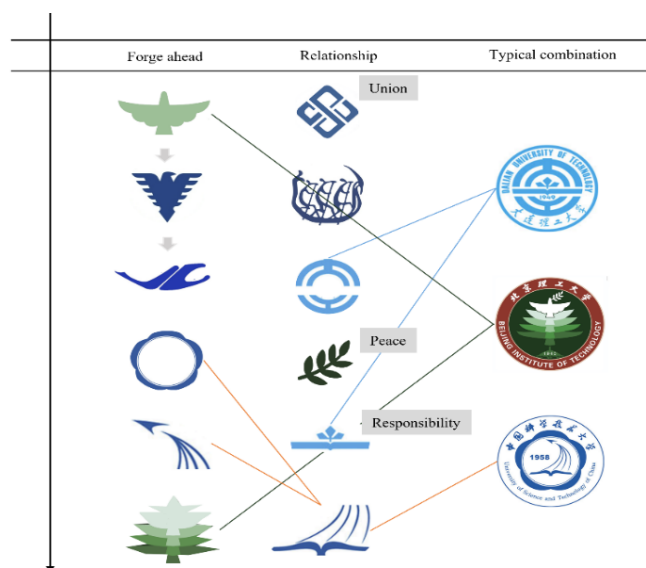 Forge ahead Relationship Typical combination
Union
DALIAN UNIVERSITY OF TECHNOLOGY
1949
大连理工大学
北京理工大学
1940
BEIJING INSTITUTE OF TECHNOLOGY
Peace
Responsibility
中国科学技术大学
1958
University of Science and Technology of China